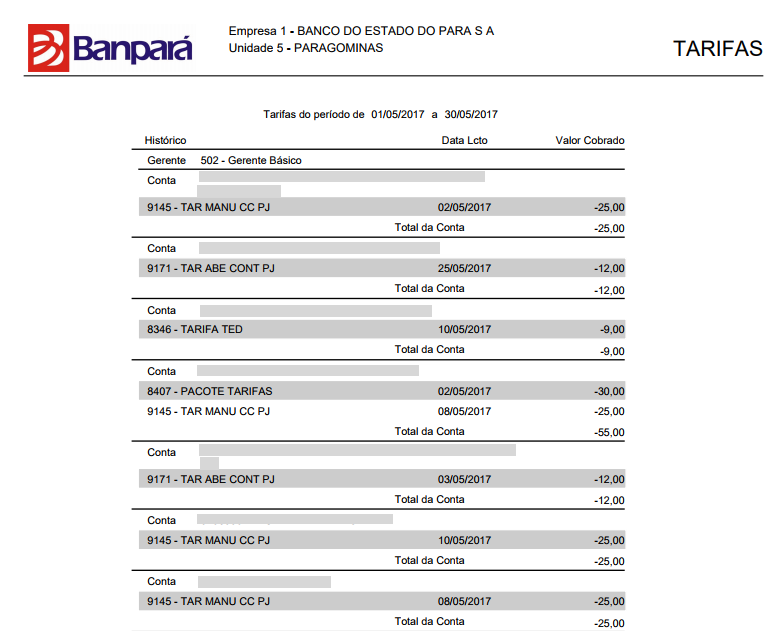 Banpará
Empresa 1 - BANCO DO ESTADO DO PARA S A
Unidade 5 - PARAGOMINAS
TARIFAS
Tarifas do período de 01/05/2017 a 30/05/2017
Histórico Data Lcto Valor Cobrado
Gerente 502 - Gerente Básico
Conta
9145 - TAR MANU CC PJ 02/05/2017 -25,00
Total da Conta -25,00
Conta
9171 - TAR ABE CONT PJ 25/05/2017 -12,00
Total da Conta -12,00
Conta
8346 - TARIFA TED 10/05/2017 -9,00
Total da Conta -9,00
Conta
8407 - PACOTE TARIFAS 02/05/2017 -30,00
9145 - TAR MANU CC PJ 08/05/2017 -25,00
Total da Conta -55,00
Conta
9171 - TAR ABE CONT PJ 03/05/2017 -12,00
Total da Conta -12,00
Conta
9145 - TAR MANU CC PJ 10/05/2017 -25,00
Total da Conta -25,00
Conta
9145 - TAR MANU CC PJ 08/05/2017 -25,00
Total da Conta -25,00